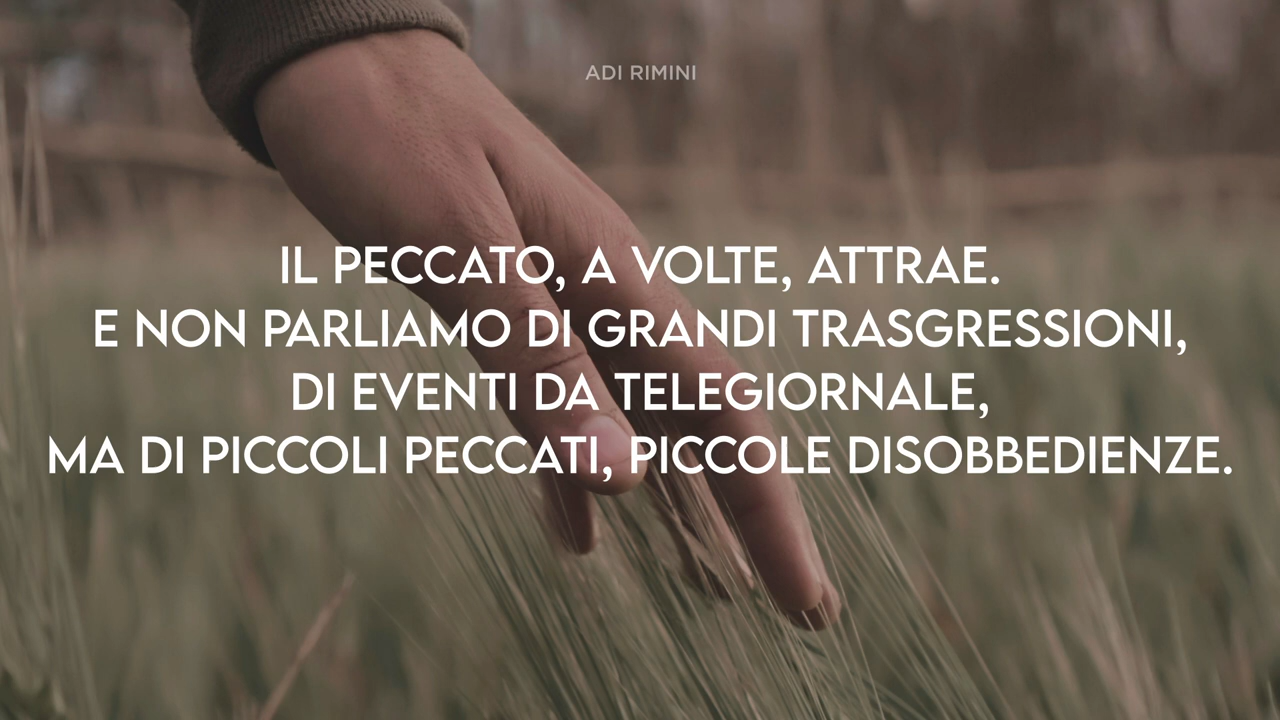 ADI RIMINI
IL PECCATO, A VOLTE, ATTRAE.
E NON PARLIAMO DI GRANDI TRASGRESSIONI,
DI EVENTI DA TELEGIORNALE,
MA DI PICCOLI PECCATI, PICCOLE DISOBBEDIENZE.